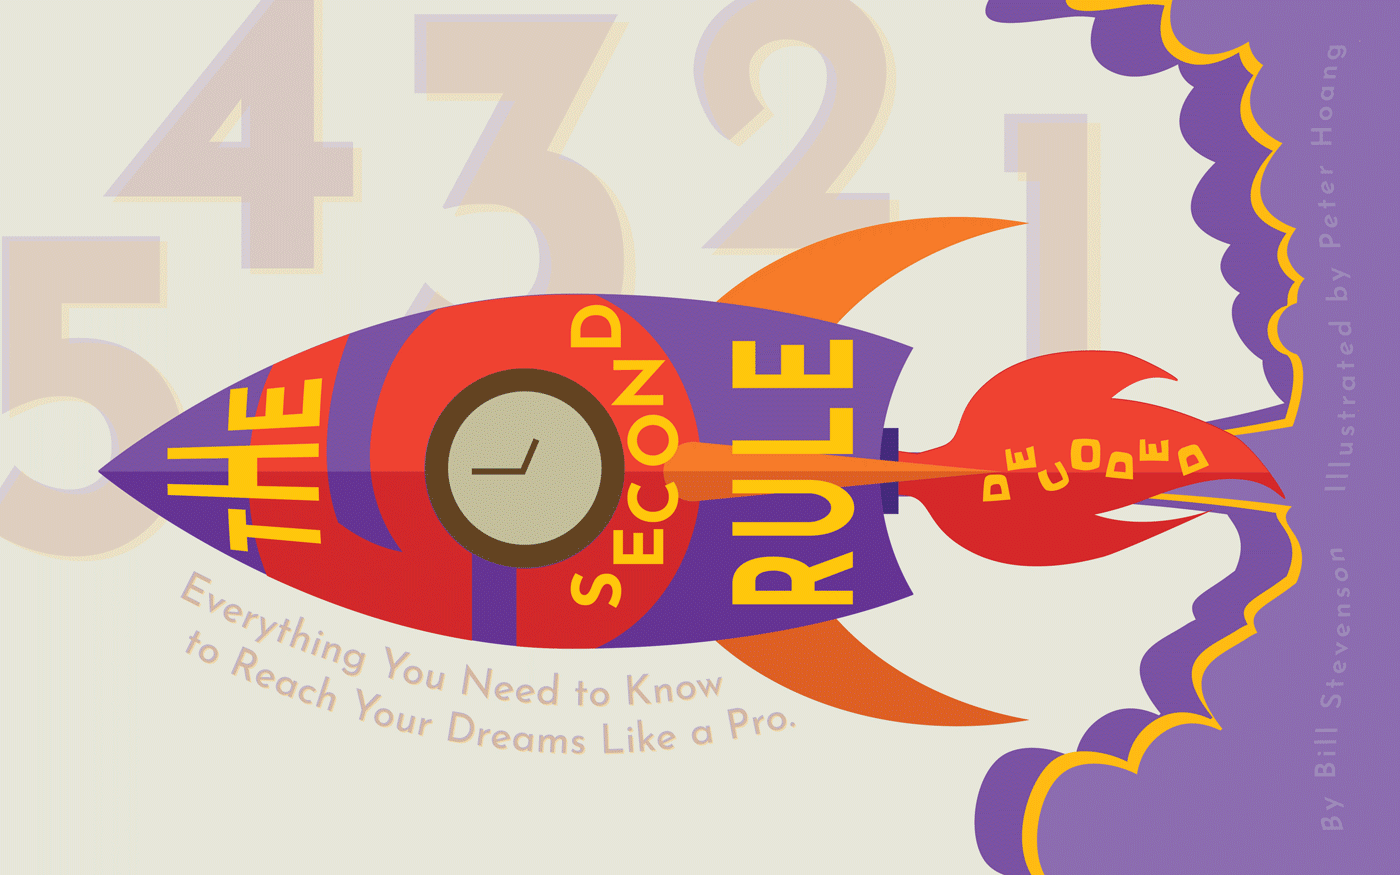 5
4
3
2
1
THE
SECOND
RULE
DECODED
Everything You Need to Know
to Reach Your Dreams Like a Pro.
By Bill Stevenson Illustrated by Peter Hoang